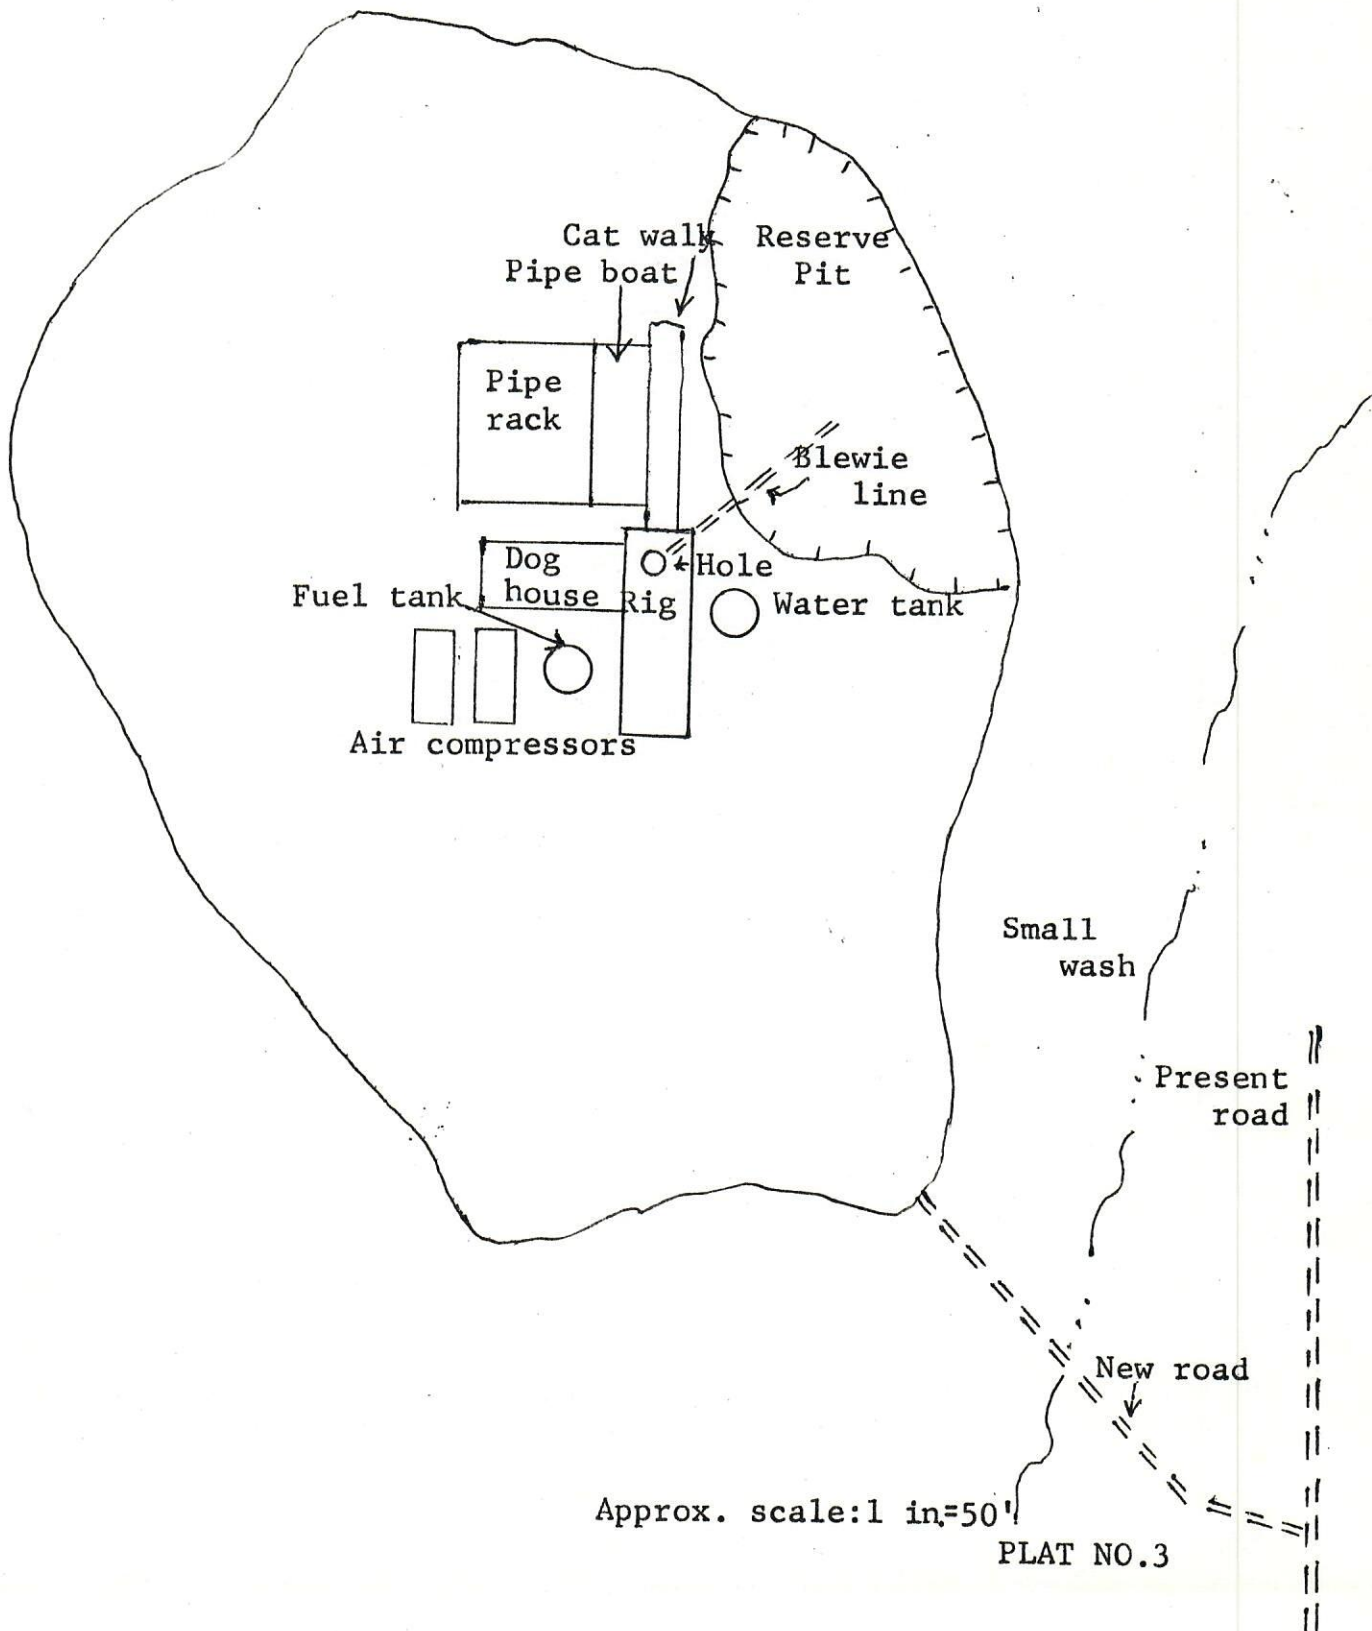 Cat walk
Pipe boat
Reserve
Pit
Pipe
rack
Blewie
line
Dog
house
Hole
Fuel tank
Rig
Water tank
Air compressors
Small
wash
Present
road
New road
Approx. scale:1 in.=50'
PLAT NO.3